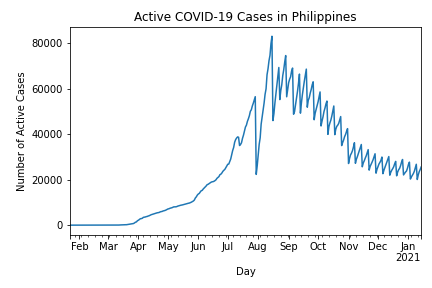 Active COVID-19 Cases in Philippines
Number of Active Cases
80000
60000
40000
20000
0
Feb Mar Apr May Jun Jul Aug Sep Oct Nov Dec Jan
2021
Day